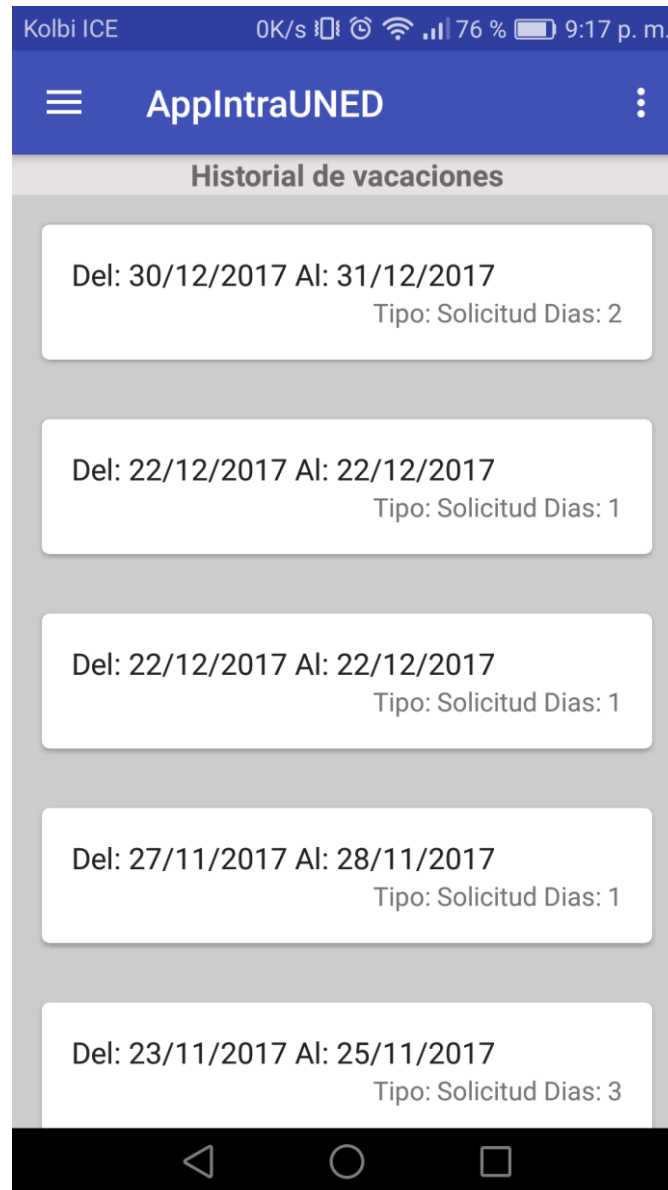 Kolbi ICE 0K/s 76 % 9:17 p. m.
AppIntraUNED
Historial de vacaciones
Del: 30/12/2017 Al: 31/12/2017
Tipo: Solicitud Dias: 2
Del: 22/12/2017 Al: 22/12/2017
Tipo: Solicitud Dias: 1
Del: 22/12/2017 Al: 22/12/2017
Tipo: Solicitud Dias: 1
Del: 27/11/2017 Al: 28/11/2017
Tipo: Solicitud Dias: 1
Del: 23/11/2017 Al: 25/11/2017
Tipo: Solicitud Dias: 3